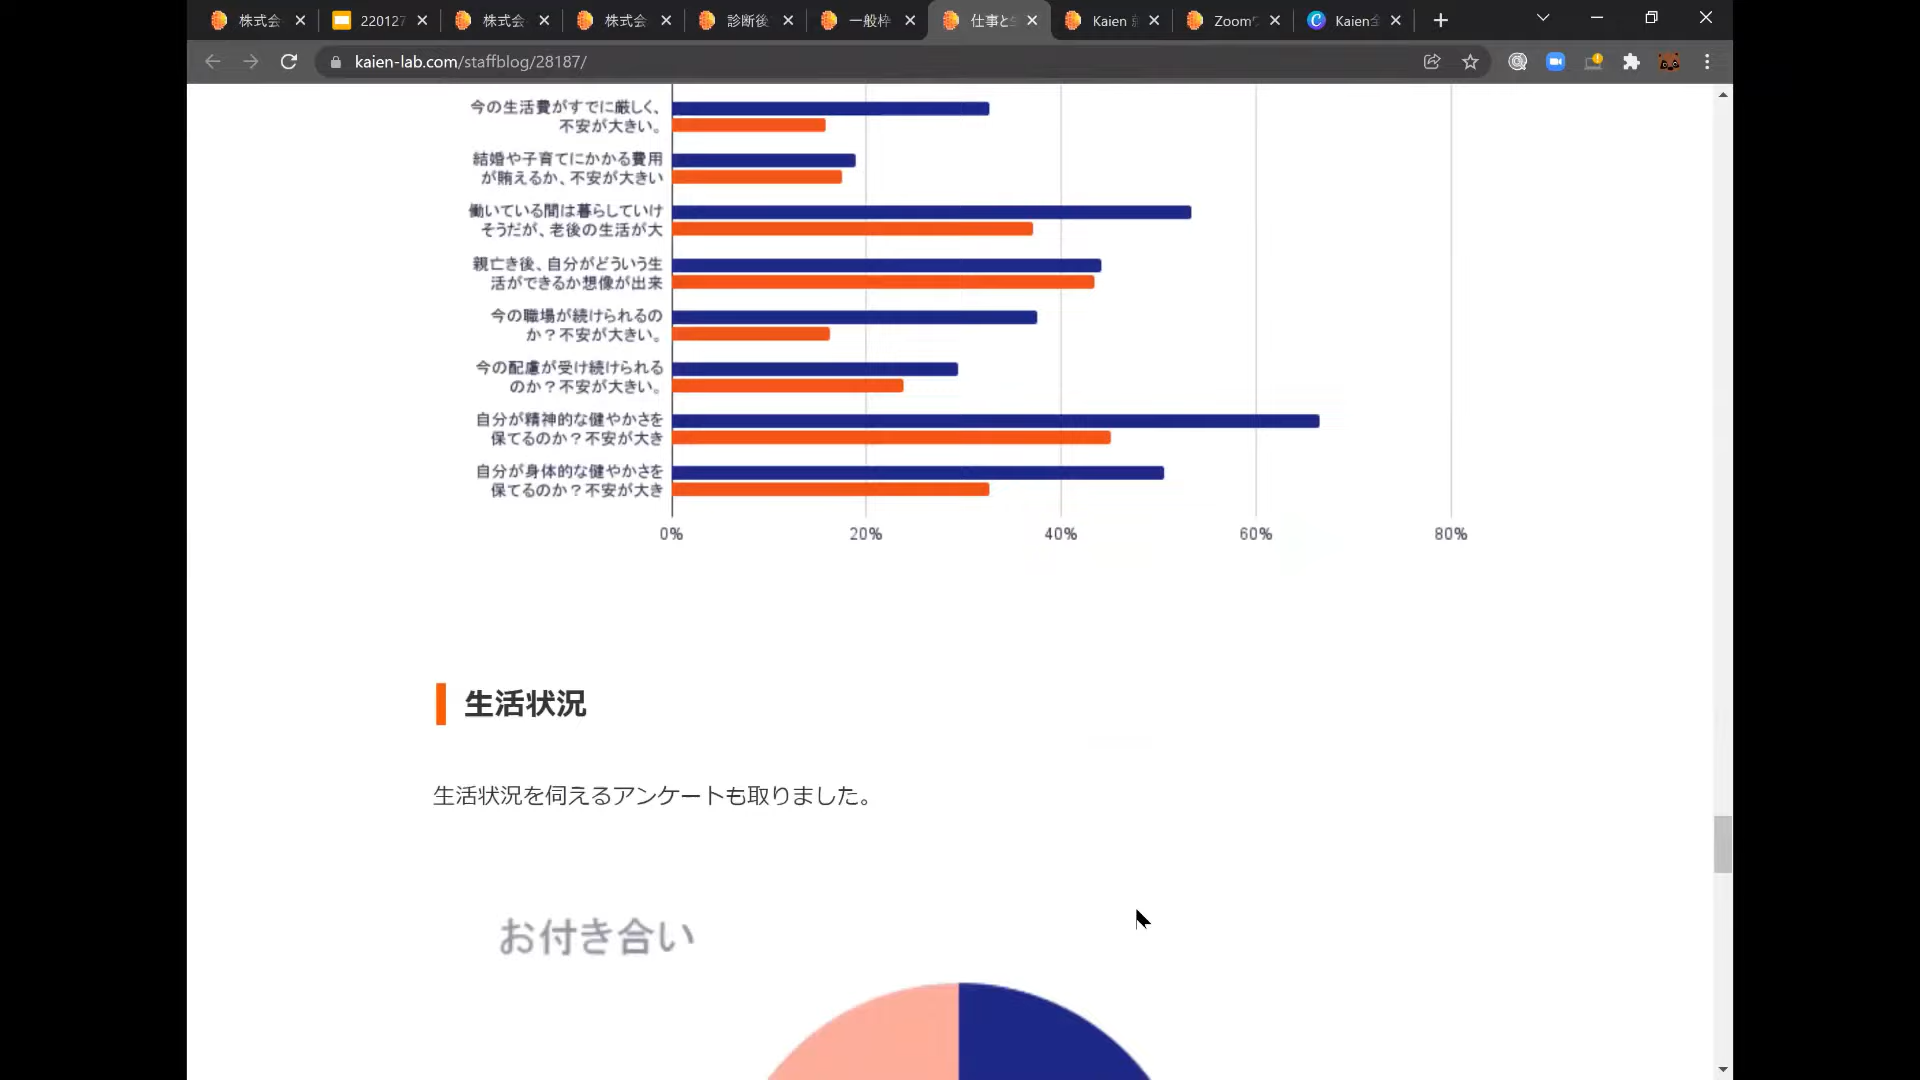 株式会
220127
株式会
株式会
診断後
一般枠
仕事と
Kaien
Zoom
Kaien
kaien-lab.com/staffblog/28187/
今の生活費がすでに厳しく、
不安が大きい。
結婚や子育てにかかる費用
が賄えるか、不安が大きい
働いている間は暮らしていけ
そうだが、老後の生活が大
親亡き後、自分がどういう生
活ができるか想像が出来
今の職場が続けられるの
か？不安が大きい。
今の配慮が受け続けられる
のか？不安が大きい。
自分が精神的な健やかさを
保てるのか？不安が大き
自分が身体的な健やかさを
保てるのか？不安が大き
0% 20% 40% 60% 80%
生活状況
生活状況を伺えるアンケートも取りました。
お付き合い